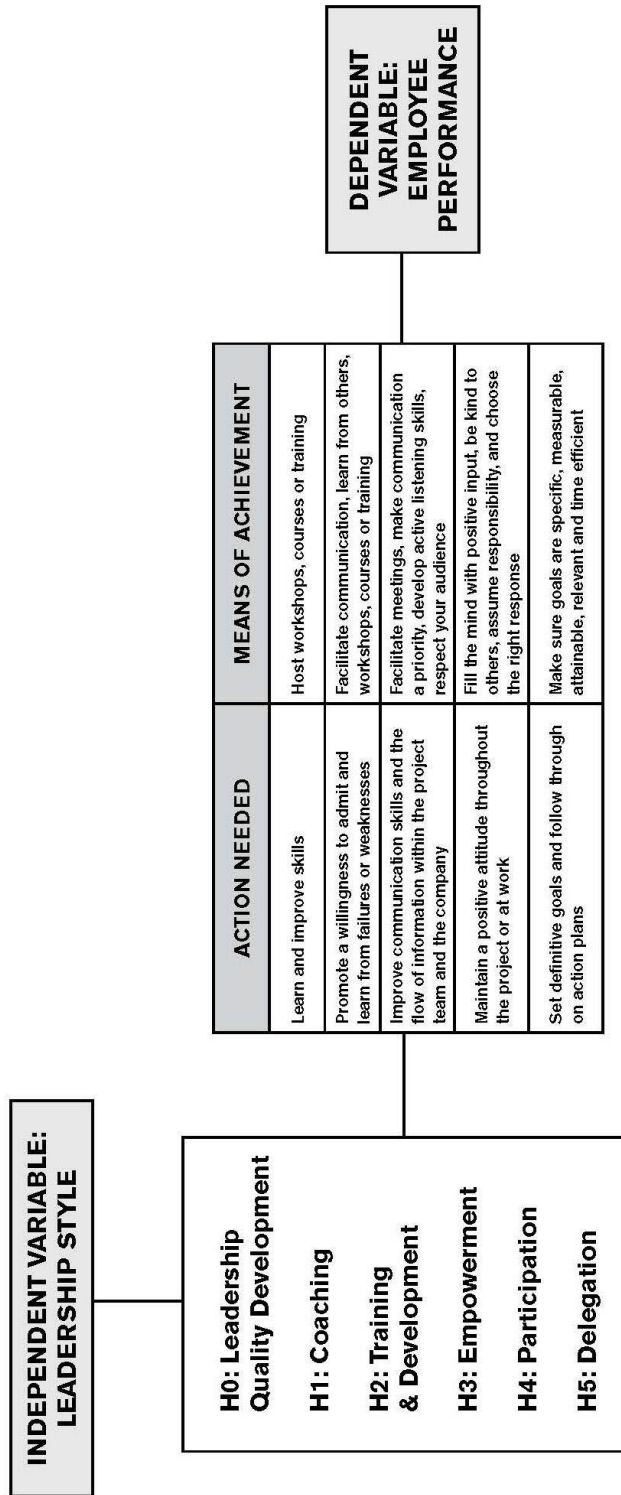 INDEPENDENT VARIABLE:
LEADERSHIP STYLE
H0: Leadership
Quality Development
H1: Coaching
H2: Training
& Development
H3: Empowerment
H4: Participation
H5: Delegation
ACTION NEEDED
MEANS OF ACHIEVEMENT
Learn and improve skills
Host workshops, courses or training
Promote a willingness to admit and
learn from failures or weaknesses
Facilitate communication, learn from others,
workshops, courses or training
Improve communication skills and the
flow of information within the project
team and the company
Facilitate meetings, make communication
a priority, develop active listening skills,
respect your audience
Maintain a positive attitude throughout
the project or at work
Fill the mind with positive input, be kind to
others, assume responsibility, and choose
the right response
Set definitive goals and follow through
on action plans
Make sure goals are specific, measurable,
attainable, relevant and time efficient
DEPENDENT
VARIABLE:
EMPLOYEE
PERFORMANCE